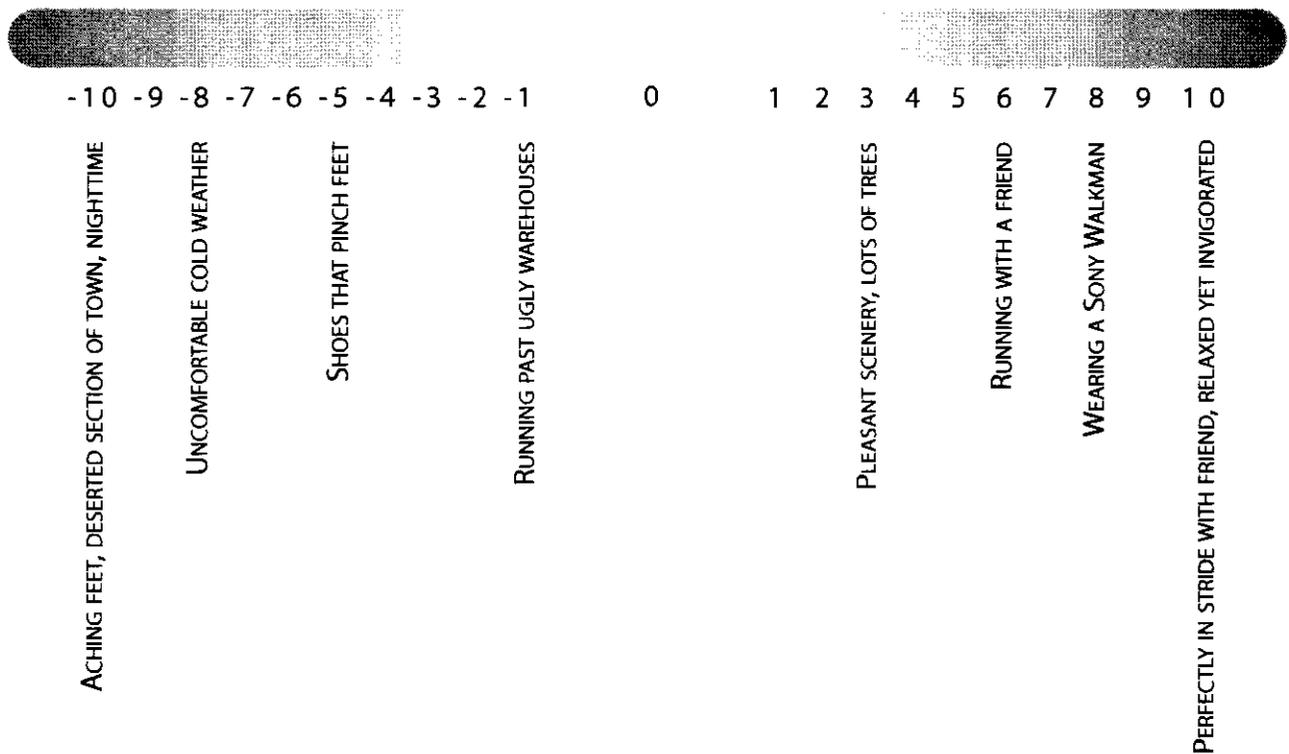 -10 -9 -8 -7 -6 -5 -4 -3 -2 -1 0 1 2 3 4 5 6 7 8 9 10
ACHING FEET, DESERTED SECTION OF TOWN, NIGHTTIME
UNCOMFORTABLE COLD WEATHER
SHOES THAT PINCH FEET
RUNNING PAST UGLY WAREHOUSES
PLEASANT SCENERY, LOTS OF TREES
RUNNING WITH A FRIEND
WEARING A SONY WALKMAN
PERFECTLY IN STRIDE WITH FRIEND, RELAXED YET INVIGORATED